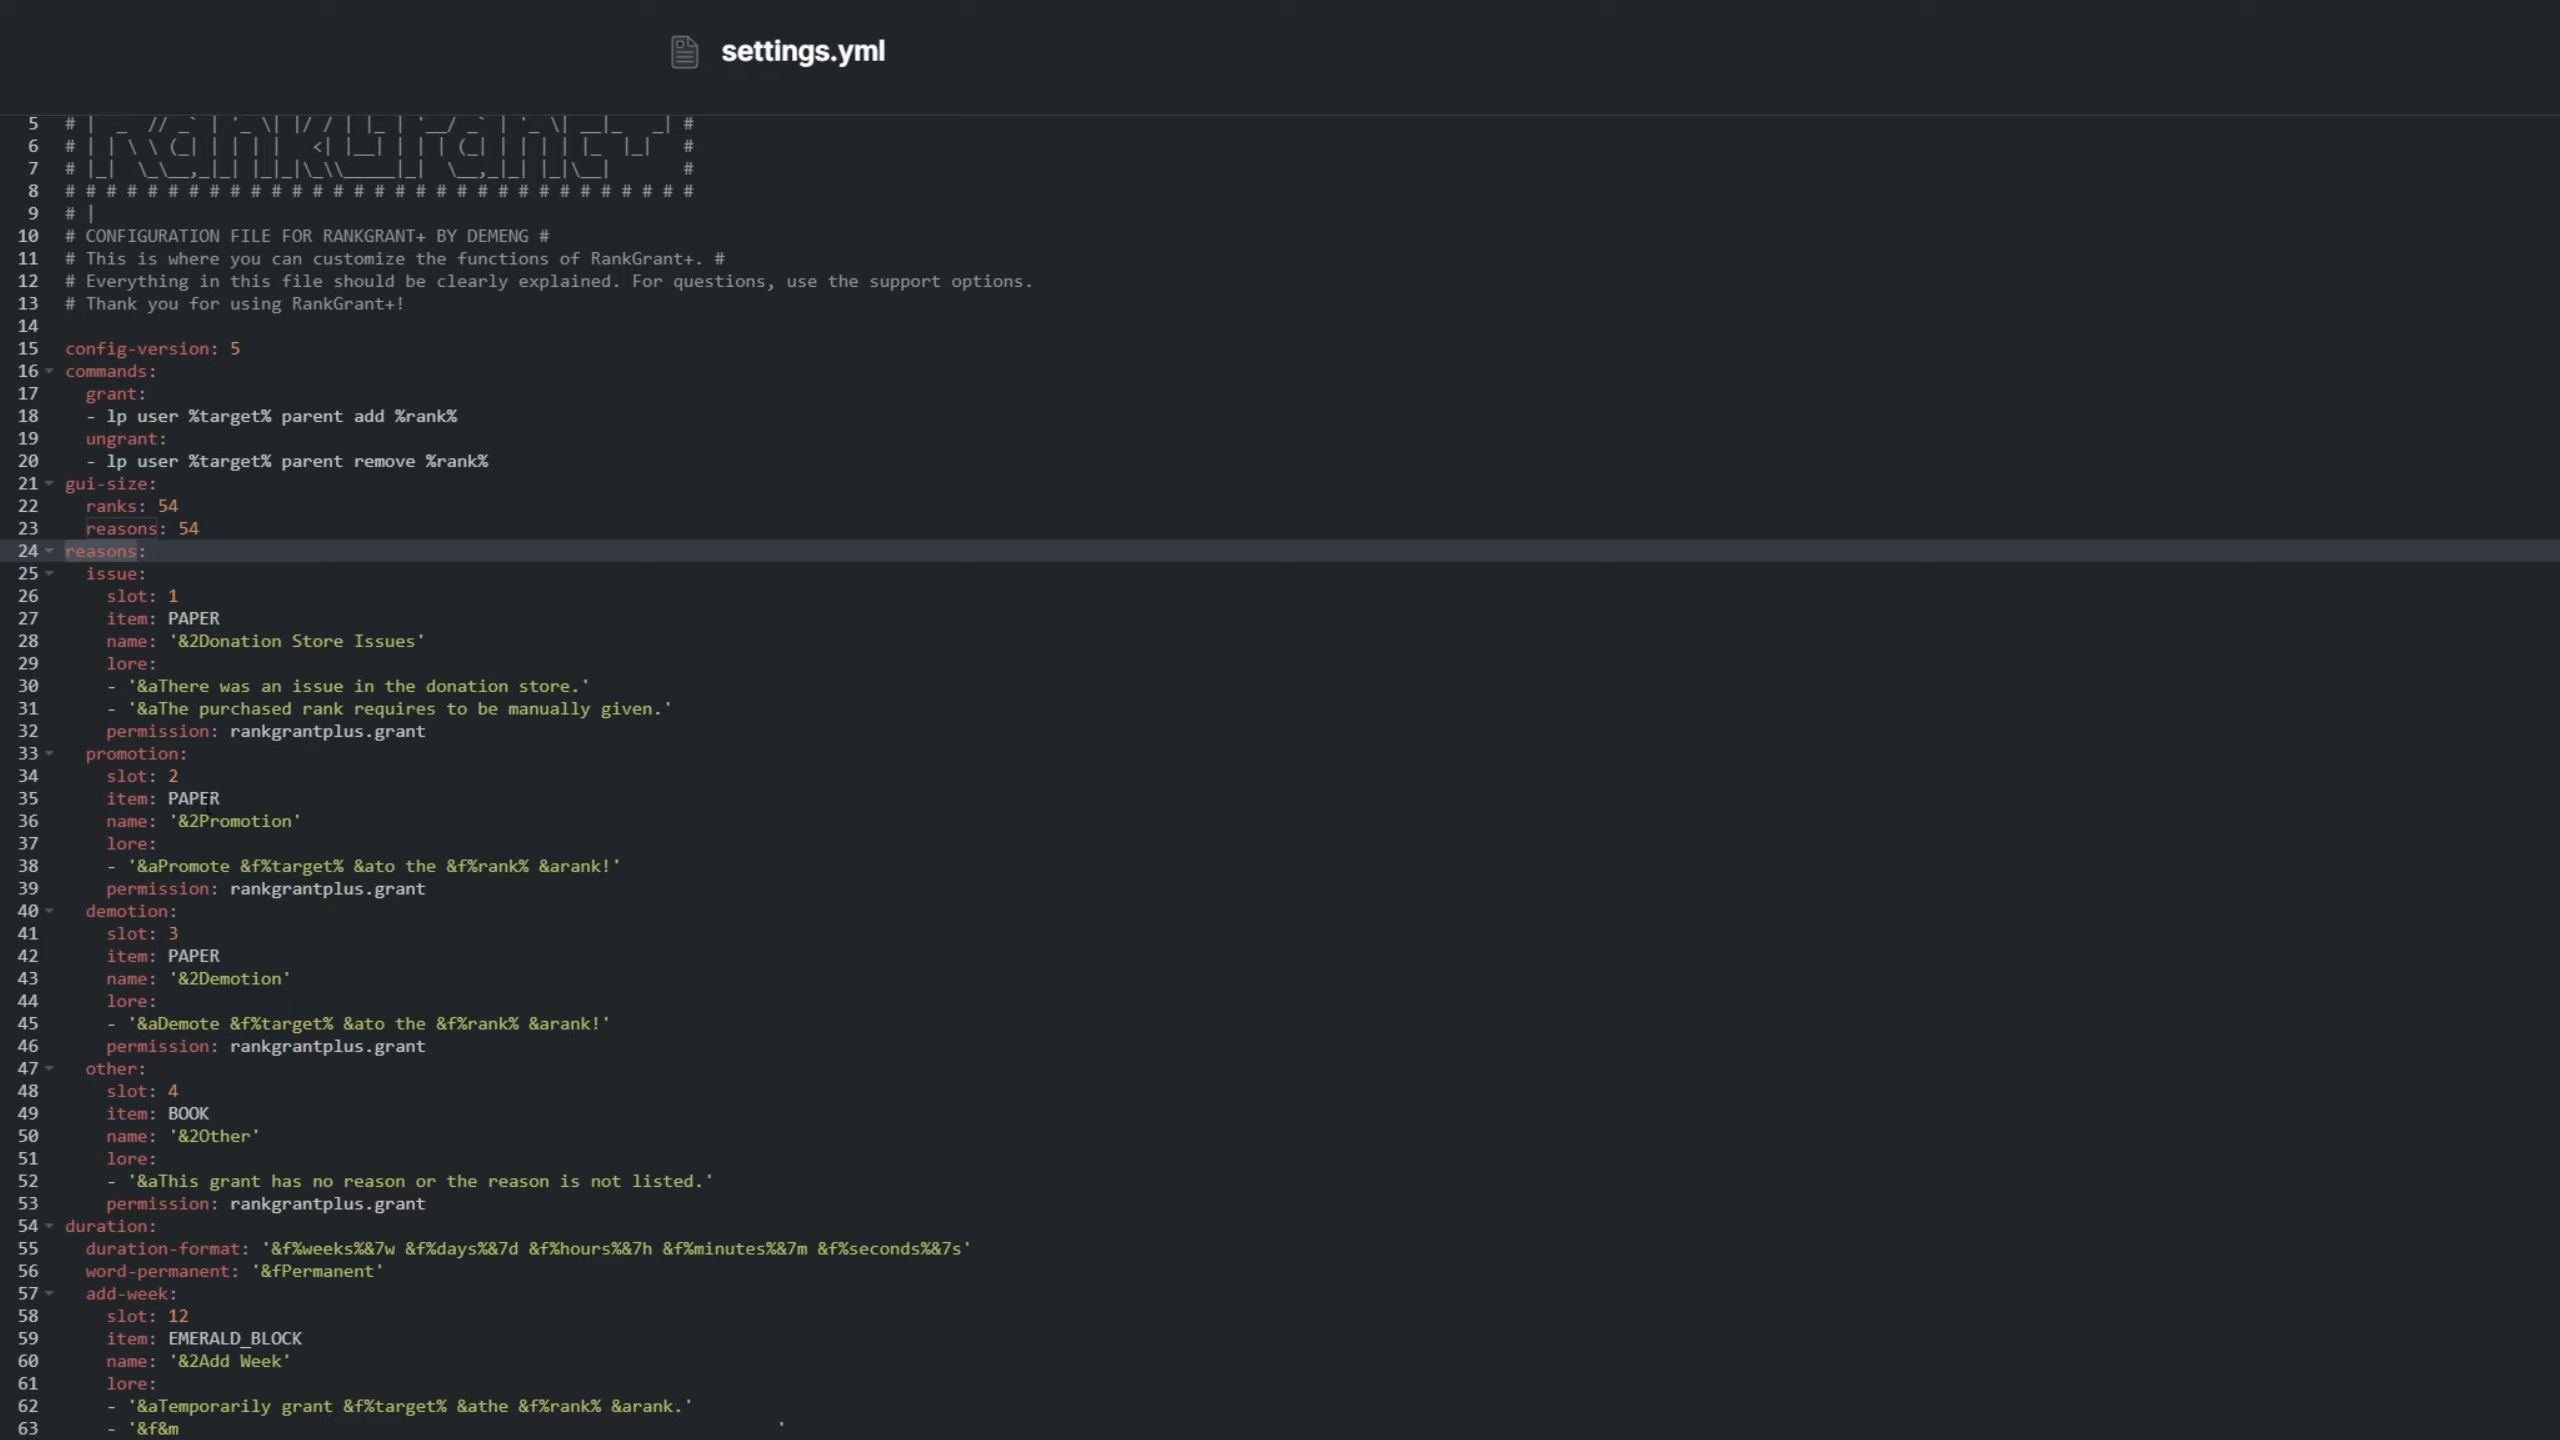 settings.yml
5 # | _ // _` | '_ \| |/ / | |_ | '__/ _` | '_ \| __|_ _| #
6 # | | \ \ (_| | | | | <| |__| | | | (_| | | | | |_ |_| #
7 # |_| \_\__,_|_| |_|_|\_\\_____|_| \__,_|_| |_|\__| #
8 # # # # # # # # # # # # # # # # # # # # # # # # # # # # # # #
9 # |
10 # CONFIGURATION FILE FOR RANKGRANT+ BY DEMENG #
11 # This is where you can customize the functions of RankGrant+. #
12 # Everything in this file should be clearly explained. For questions, use the support options.
13 # Thank you for using RankGrant+!
14
15 config-version: 5
16 commands:
17 grant:
18 - lp user %target% parent add %rank%
19 ungrant:
20 - lp user %target% parent remove %rank%
21 gui-size:
22 ranks: 54
23 reasons: 54
24 reasons:
25 issue:
26 slot: 1
27 item: PAPER
28 name: '&2Donation Store Issues'
29 lore:
30 - '&aThere was an issue in the donation store.'
31 - '&aThe purchased rank requires to be manually given.'
32 permission: rankgrantplus.grant
33 promotion:
34 slot: 2
35 item: PAPER
36 name: '&2Promotion'
37 lore:
38 - '&aPromote &f%target% &ato the &f%rank% &arank!'
39 permission: rankgrantplus.grant
40 demotion:
41 slot: 3
42 item: PAPER
43 name: '&2Demotion'
44 lore:
45 - '&aDemote &f%target% &ato the &f%rank% &arank!'
46 permission: rankgrantplus.grant
47 other:
48 slot: 4
49 item: BOOK
50 name: '&2Other'
51 lore:
52 - '&aThis grant has no reason or the reason is not listed.'
53 permission: rankgrantplus.grant
54 duration:
55 duration-format: '&f%weeks%&7w &f%days%&7d &f%hours%&7h &f%minutes%&7m &f%seconds%&7s'
56 word-permanent: '&fPermanent'
57 add-week:
58 slot: 12
59 item: EMERALD_BLOCK
60 name: '&2Add Week'
61 lore:
62 - '&aTemporarily grant &f%target% &athe &f%rank% &arank.'
63 - '&f&m '